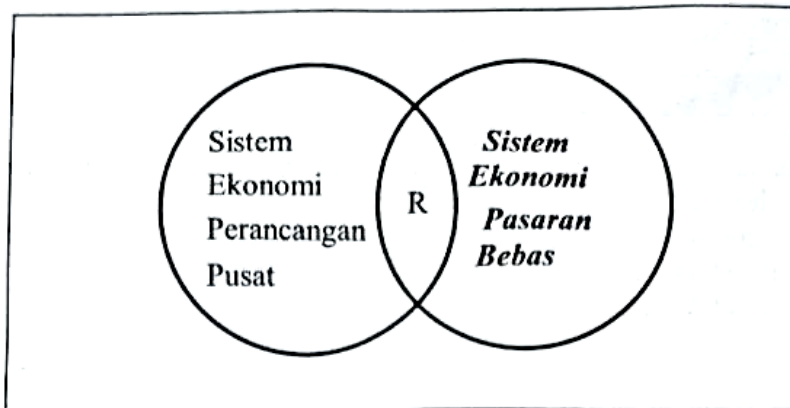 Sistem
Ekonomi
Perancangan
Pusat
R
Sistem
Ekonomi
Pasaran
Bebas